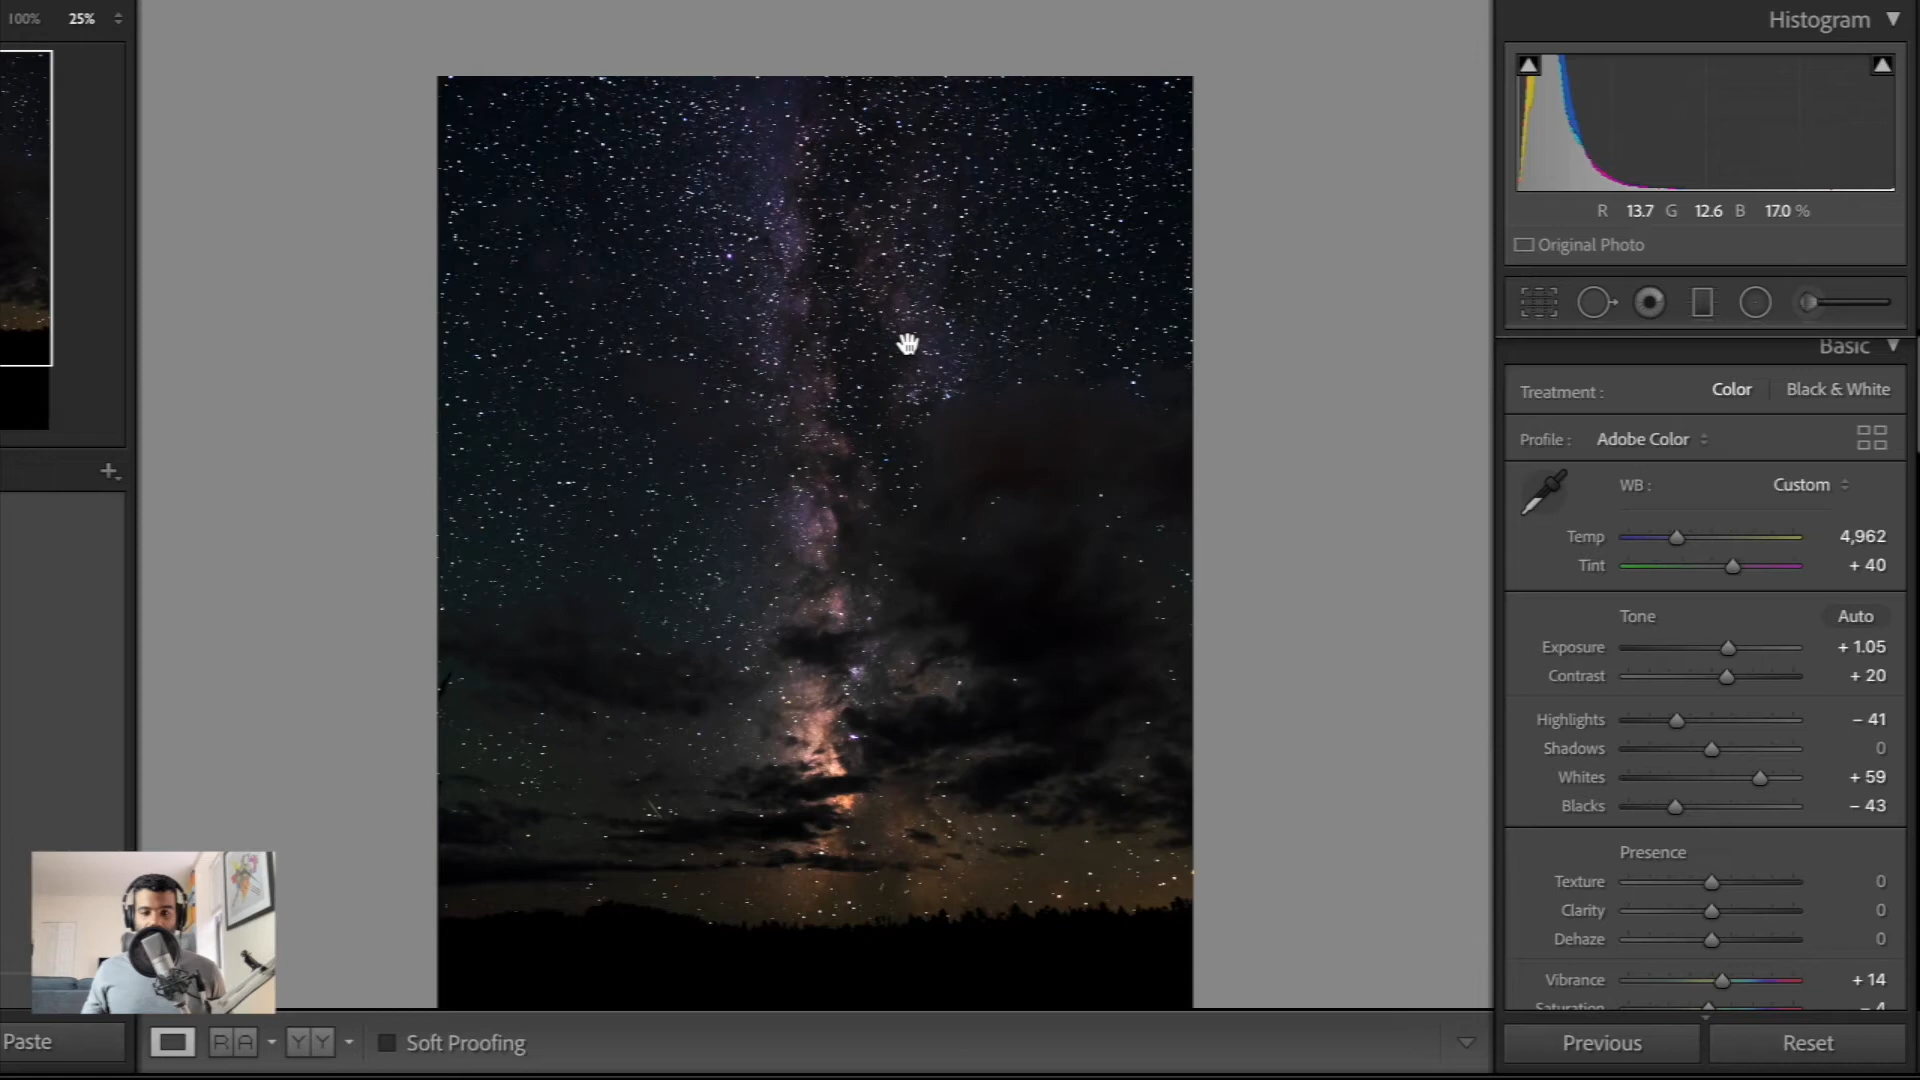 100% 25%
Histogram
R 13.7 G 12.6 B 17.0 %
Original Photo
Basic
Treatment : Color Black & White
Profile : Adobe Color
WB : Custom
Temp 4,962
Tint + 40
Tone Auto
Exposure + 1.05
Contrast + 20
Highlights − 41
Shadows 0
Whites + 59
Blacks − 43
Presence
Texture 0
Clarity 0
Dehaze 0
Vibrance + 14
Saturation − 4
Paste
R A Y Y Soft Proofing
Previous Reset